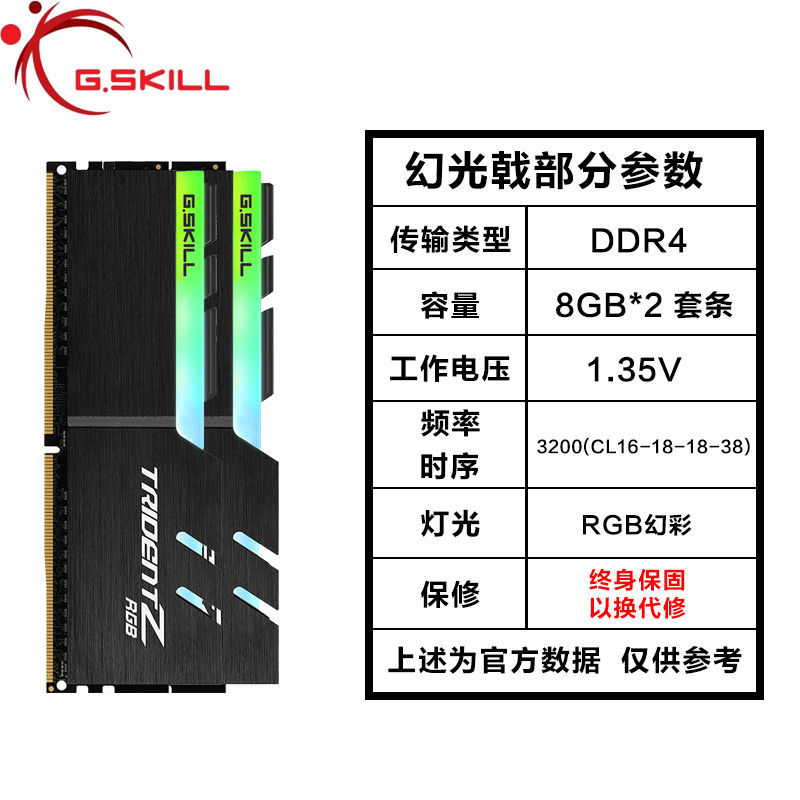 G.SKILL
G.SKILL
G.SKILL
TRIDENTZ
RGB
幻光戟部分参数
传输类型 DDR4
容量 8GB*2 套条
工作电压 1.35V
频率
时序 3200(CL16-18-18-38)
灯光 RGB幻彩
保修 终身保固
以换代修
上述为官方数据 仅供参考